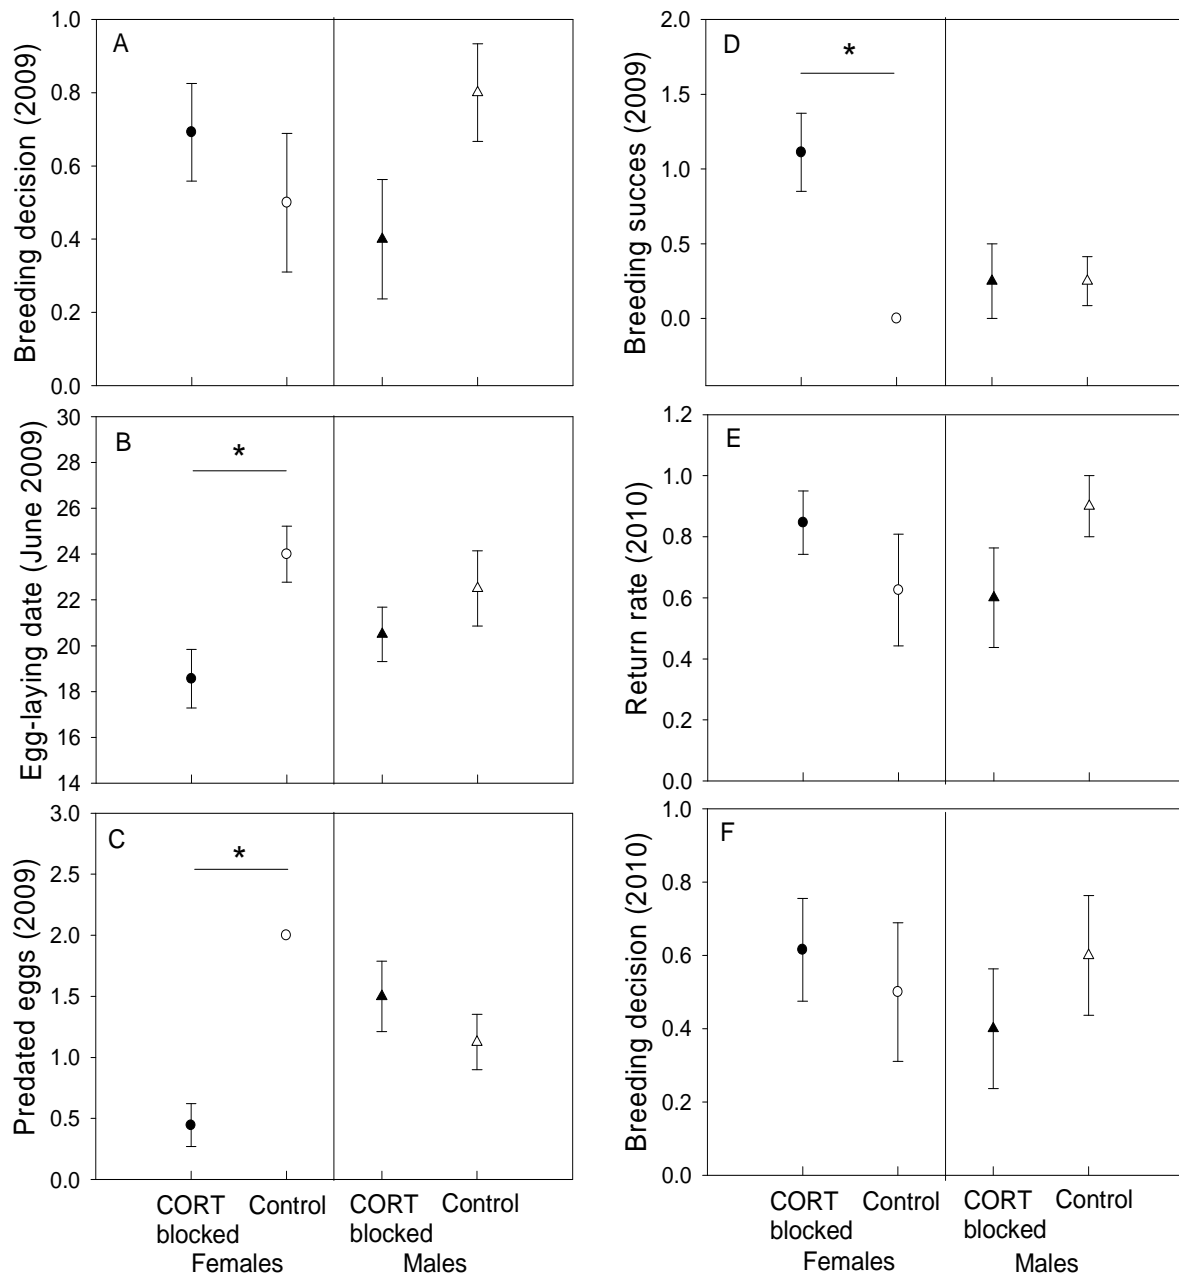 A
Breeding decision (2009)
1.0
0.8
0.6
0.4
0.2
0.0
B
*
Egg-laying date (June 2009)
30
28
26
24
22
20
18
16
14
C
*
Predated eggs (2009)
3.0
2.5
2.0
1.5
1.0
0.5
0.0
CORT blocked
Control
CORT blocked
Control
Females
Males
D
*
Breeding succes (2009)
2.0
1.5
1.0
0.5
0.0
E
Return rate (2010)
1.2
1.0
0.8
0.6
0.4
0.2
0.0
F
Breeding decision (2010)
1.0
0.8
0.6
0.4
0.2
0.0
CORT blocked
Control
CORT blocked
Control
Females
Males